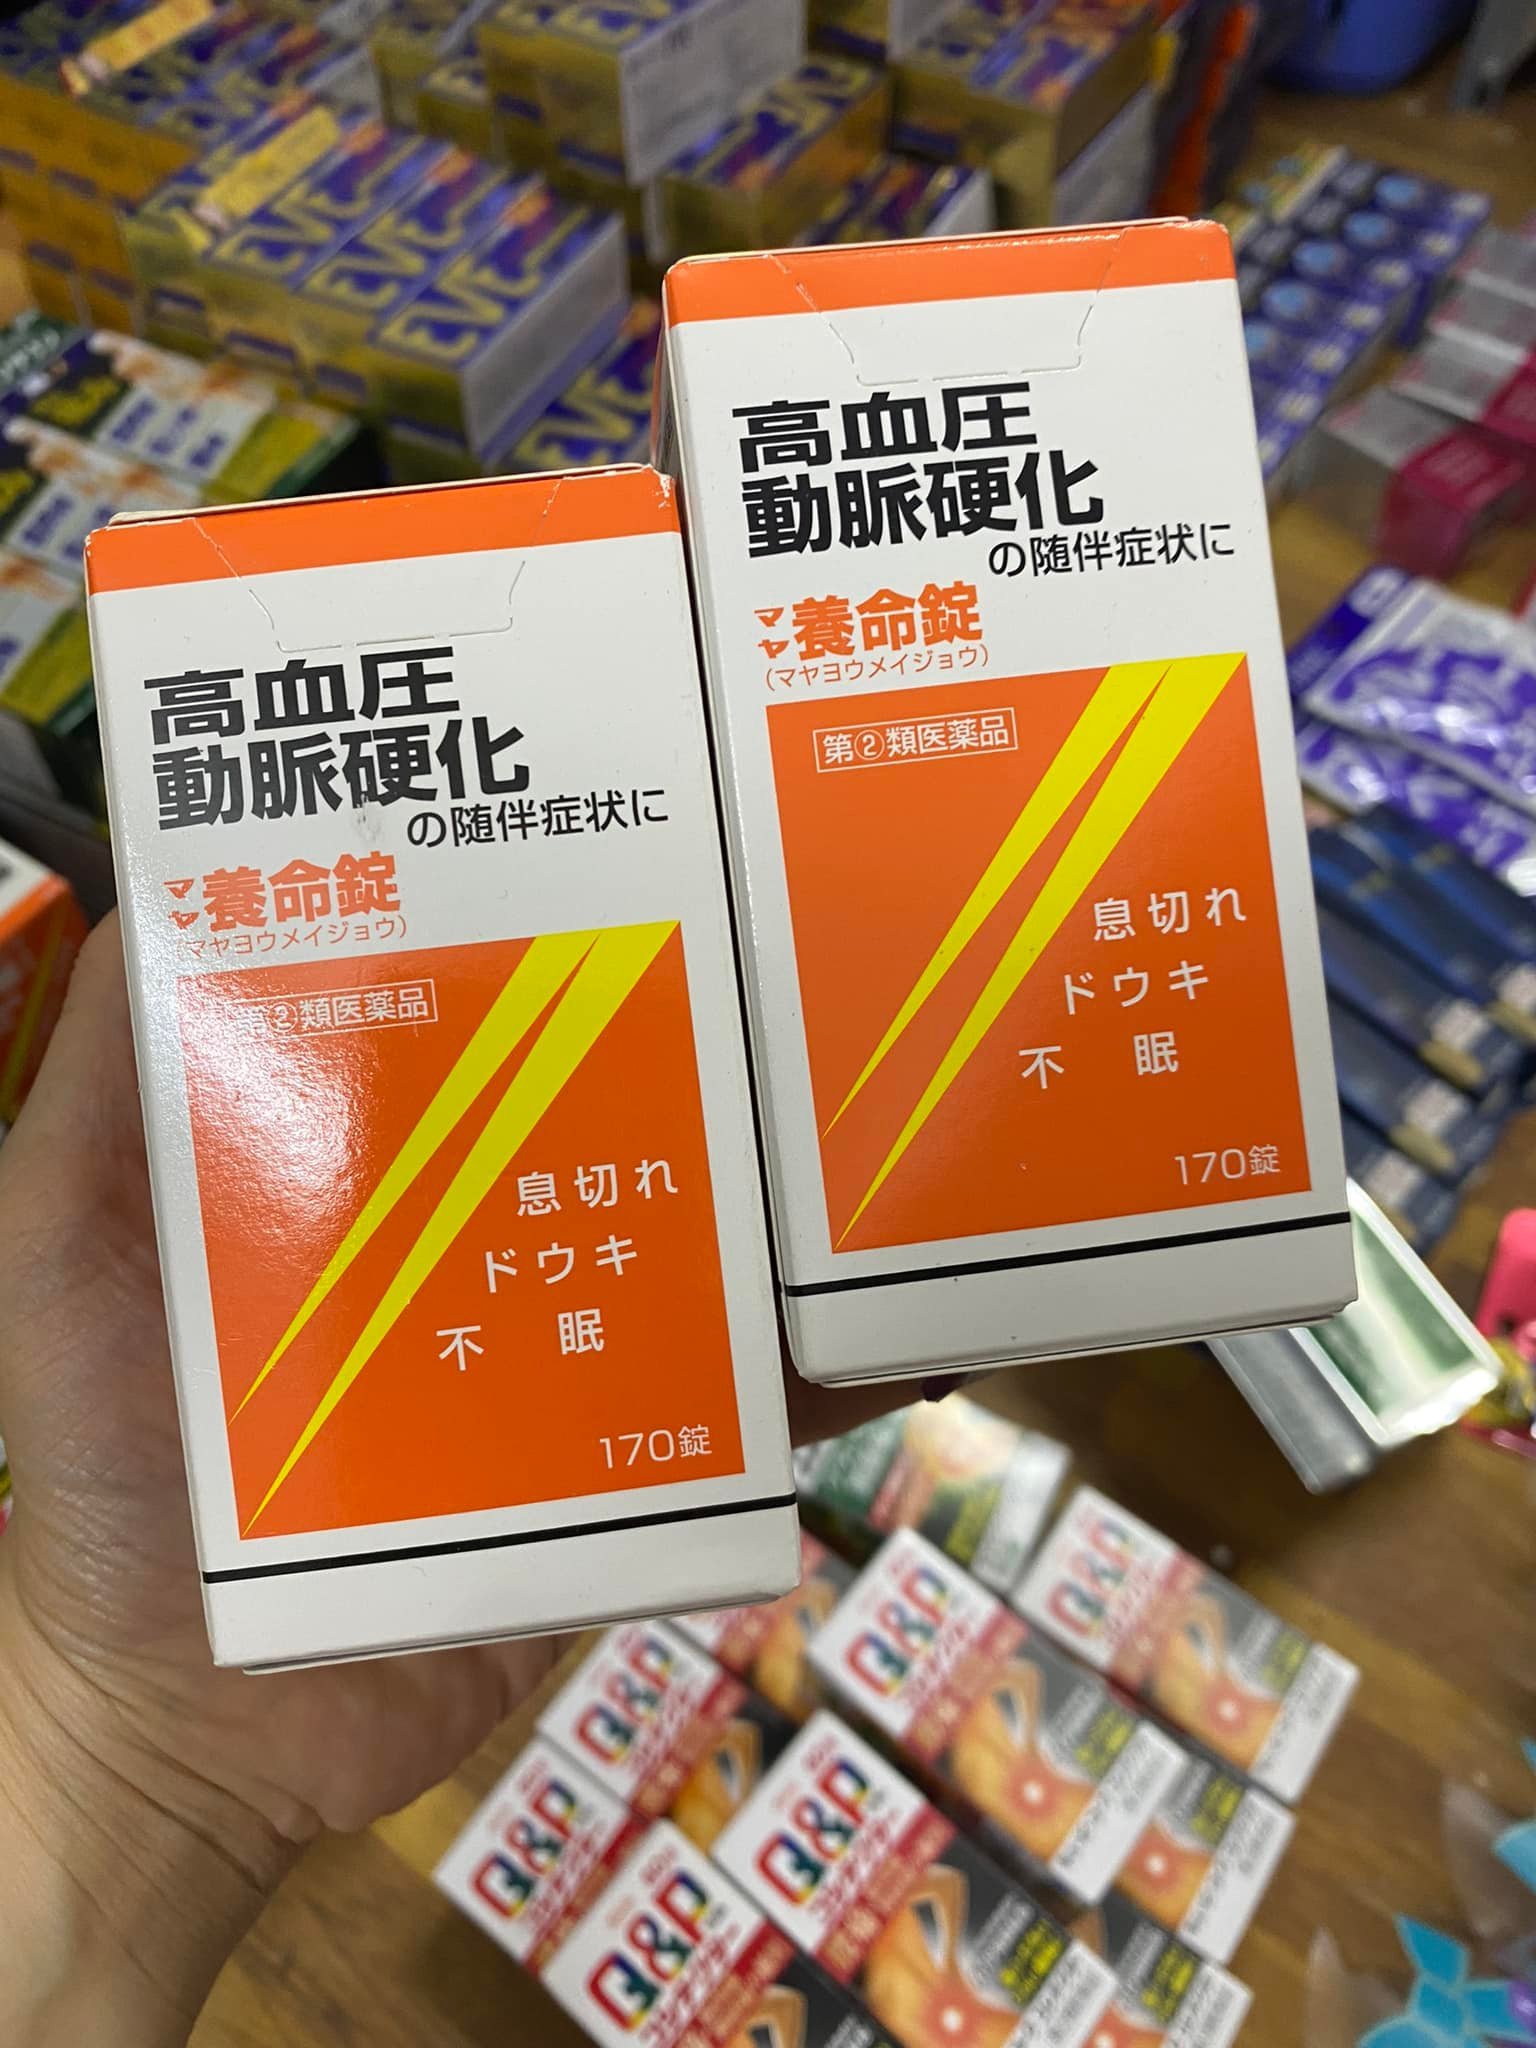 高血圧
動脈硬化
の随伴症状に
マヤ養命錠
(マヤヨウメイジョウ)
第②類医薬品
息切れ
ドウキ
不眠
170錠
高血圧
動脈硬化
の随伴症状に
マヤ養命錠
(マヤヨウメイジョウ)
第②類医薬品
息切れ
ドウキ
不眠
170錠
EVE
EVE
EVE
EVE
Q&P
Q&P
Q&P
Q&P
Q&P
Q&P